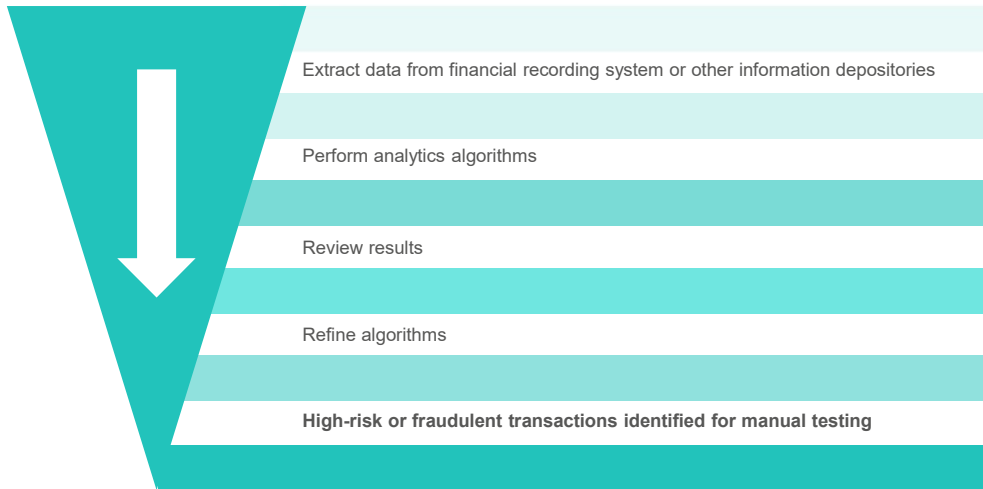 Extract data from financial recording system or other information depositories
Perform analytics algorithms
Review results
Refine algorithms
High-risk or fraudulent transactions identified for manual testing